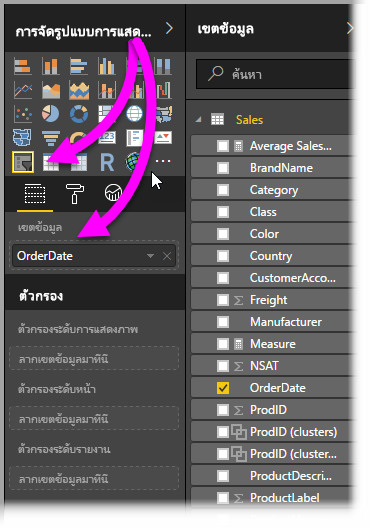 การจัดรูปแบบการแสด...
เขตข้อมูล
ค้นหา
Sales
Average Sales...
BrandName
Category
Class
Color
Country
CustomerAcco...
Freight
Manufacturer
Measure
NSAT
OrderDate
ProdID
ProdID (clusters)
ProdID (cluster...
ProductDescri...
ProductLabel
123
R
เขตข้อมูล
OrderDate
ตัวกรอง
ตัวกรองระดับการแสดงภาพ
ลากเขตข้อมูลมาที่นี่
ตัวกรองระดับหน้า
ลากเขตข้อมูลมาที่นี่
ตัวกรองระดับรายงาน
ลากเขตข้อมูลมาที่นี่